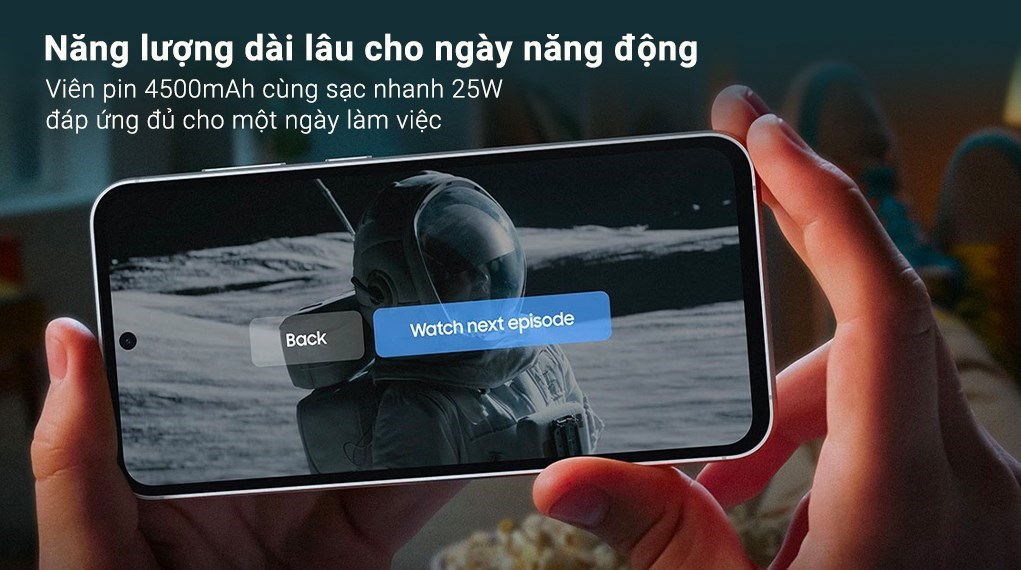 Năng lượng dài lâu cho ngày năng động
Viên pin 4500mAh cùng sạc nhanh 25W
đáp ứng đủ cho một ngày làm việc
Back
Watch next episode